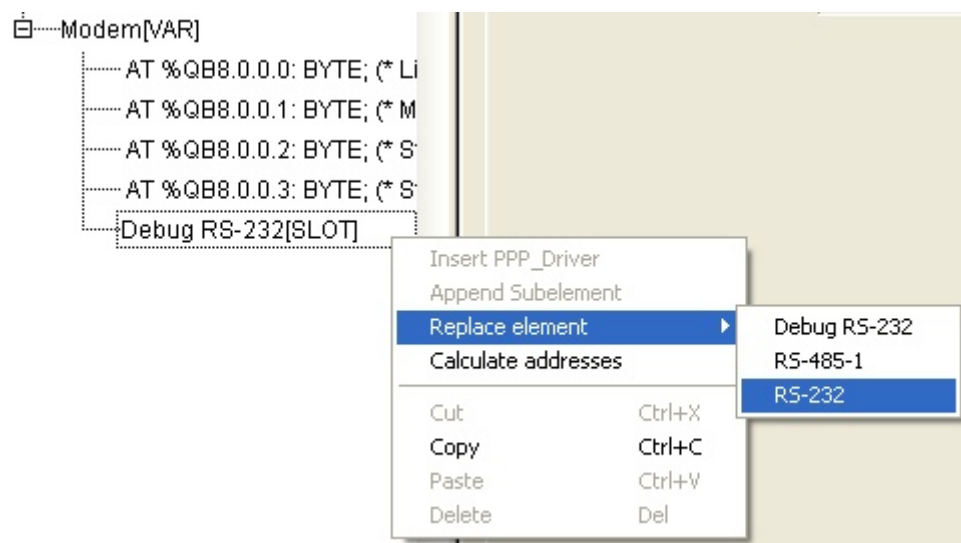 Modem[VAR]
AT %QB8.0.0.0: BYTE; (* Li
AT %QB8.0.0.1: BYTE; (* M
AT %QB8.0.0.2: BYTE; (* S
AT %QB8.0.0.3: BYTE; (* S
Debug RS-232[SLOT]
Insert PPP_Driver
Append Subelement
Replace element
Calculate addresses
Cut Ctrl+X
Copy Ctrl+C
Paste Ctrl+V
Delete Del
Debug RS-232
RS-485-1
RS-232